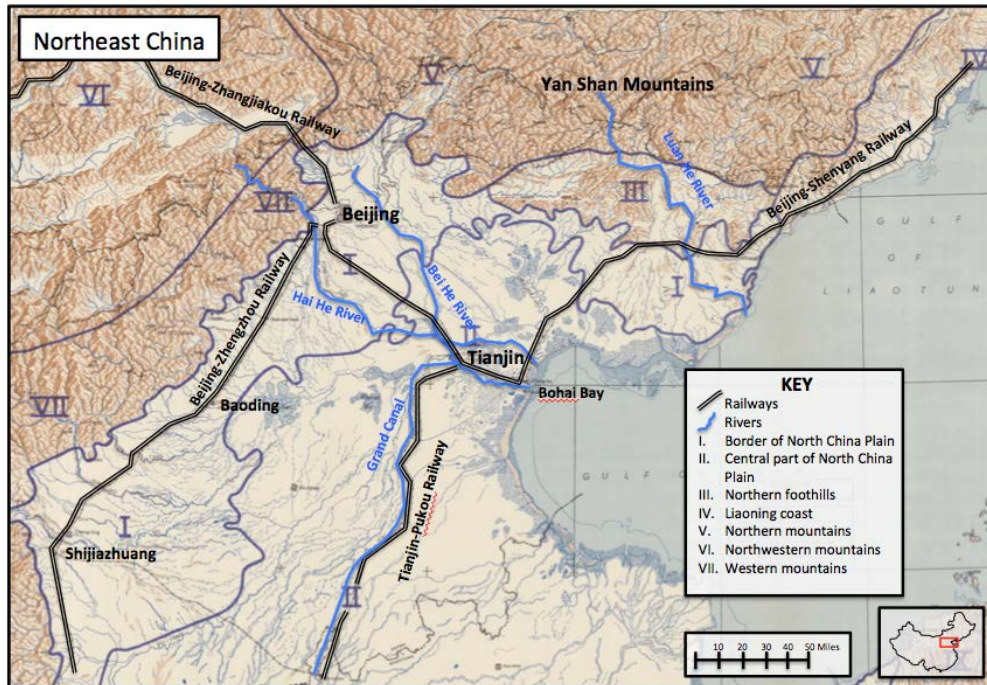 Northeast China
IV
V
V
Yan Shan Mountains
VI
Beijing-Zhangjiakou Railway
Luan He River
Beijing-Shenyang Railway
III
VII
Beijing
GULF
OF
LIAOTUN
I
Bei He River
Hai He River
I
Beijing-Zhengzhou Railway
II
Tianjin
Bohai Bay
VII
Baoding
Grand Canal
Tianjin-Pukou Railway
GULF
I
Shijiazhuang
II
KEY
Railways
Rivers
I. Border of North China Plain
II. Central part of North China
Plain
III. Northern foothills
IV. Liaoning coast
V. Northern mountains
VI. Northwestern mountains
VII. Western mountains
10 20 30 40 50 Miles